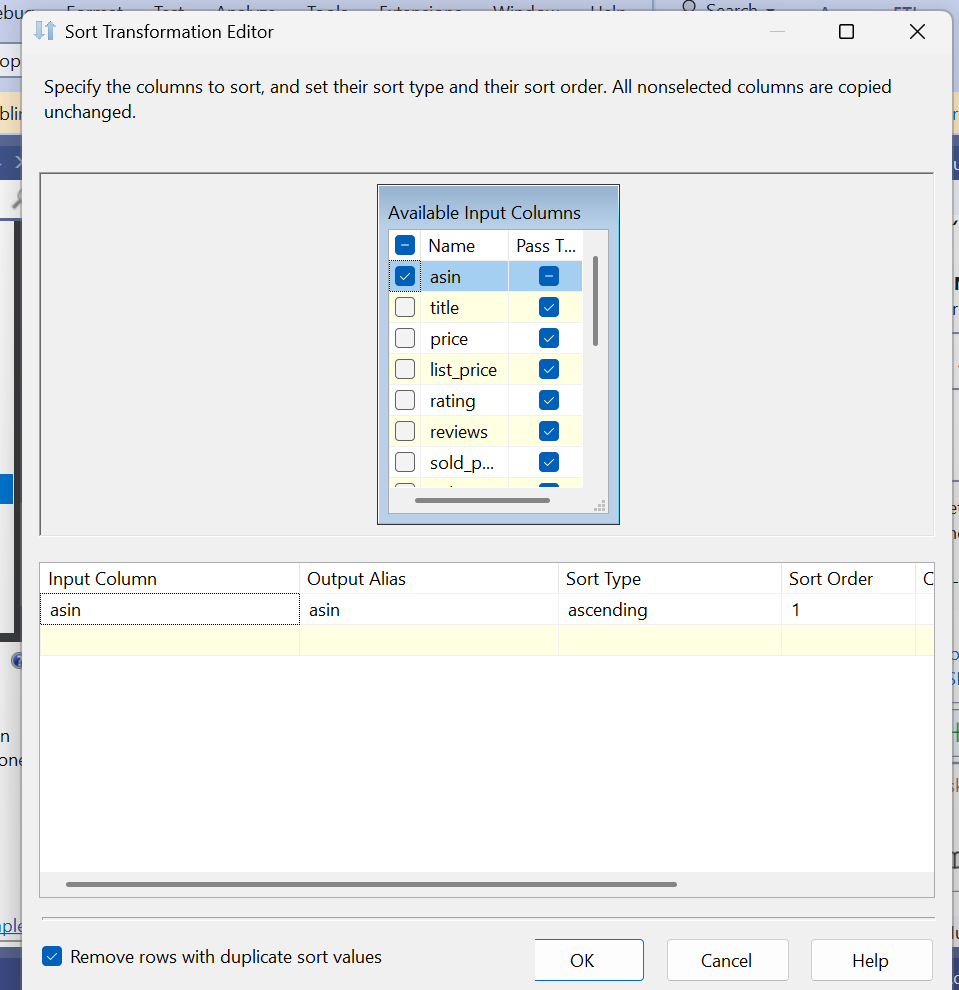 Sort Transformation Editor
Specify the columns to sort, and set their sort type and their sort order. All nonselected columns are copied
unchanged.
Available Input Columns
Name Pass T...
asin
title
price
list_price
rating
reviews
sold_p...
Input Column Output Alias Sort Type Sort Order C
asin asin ascending 1
Remove rows with duplicate sort values
OK Cancel Help